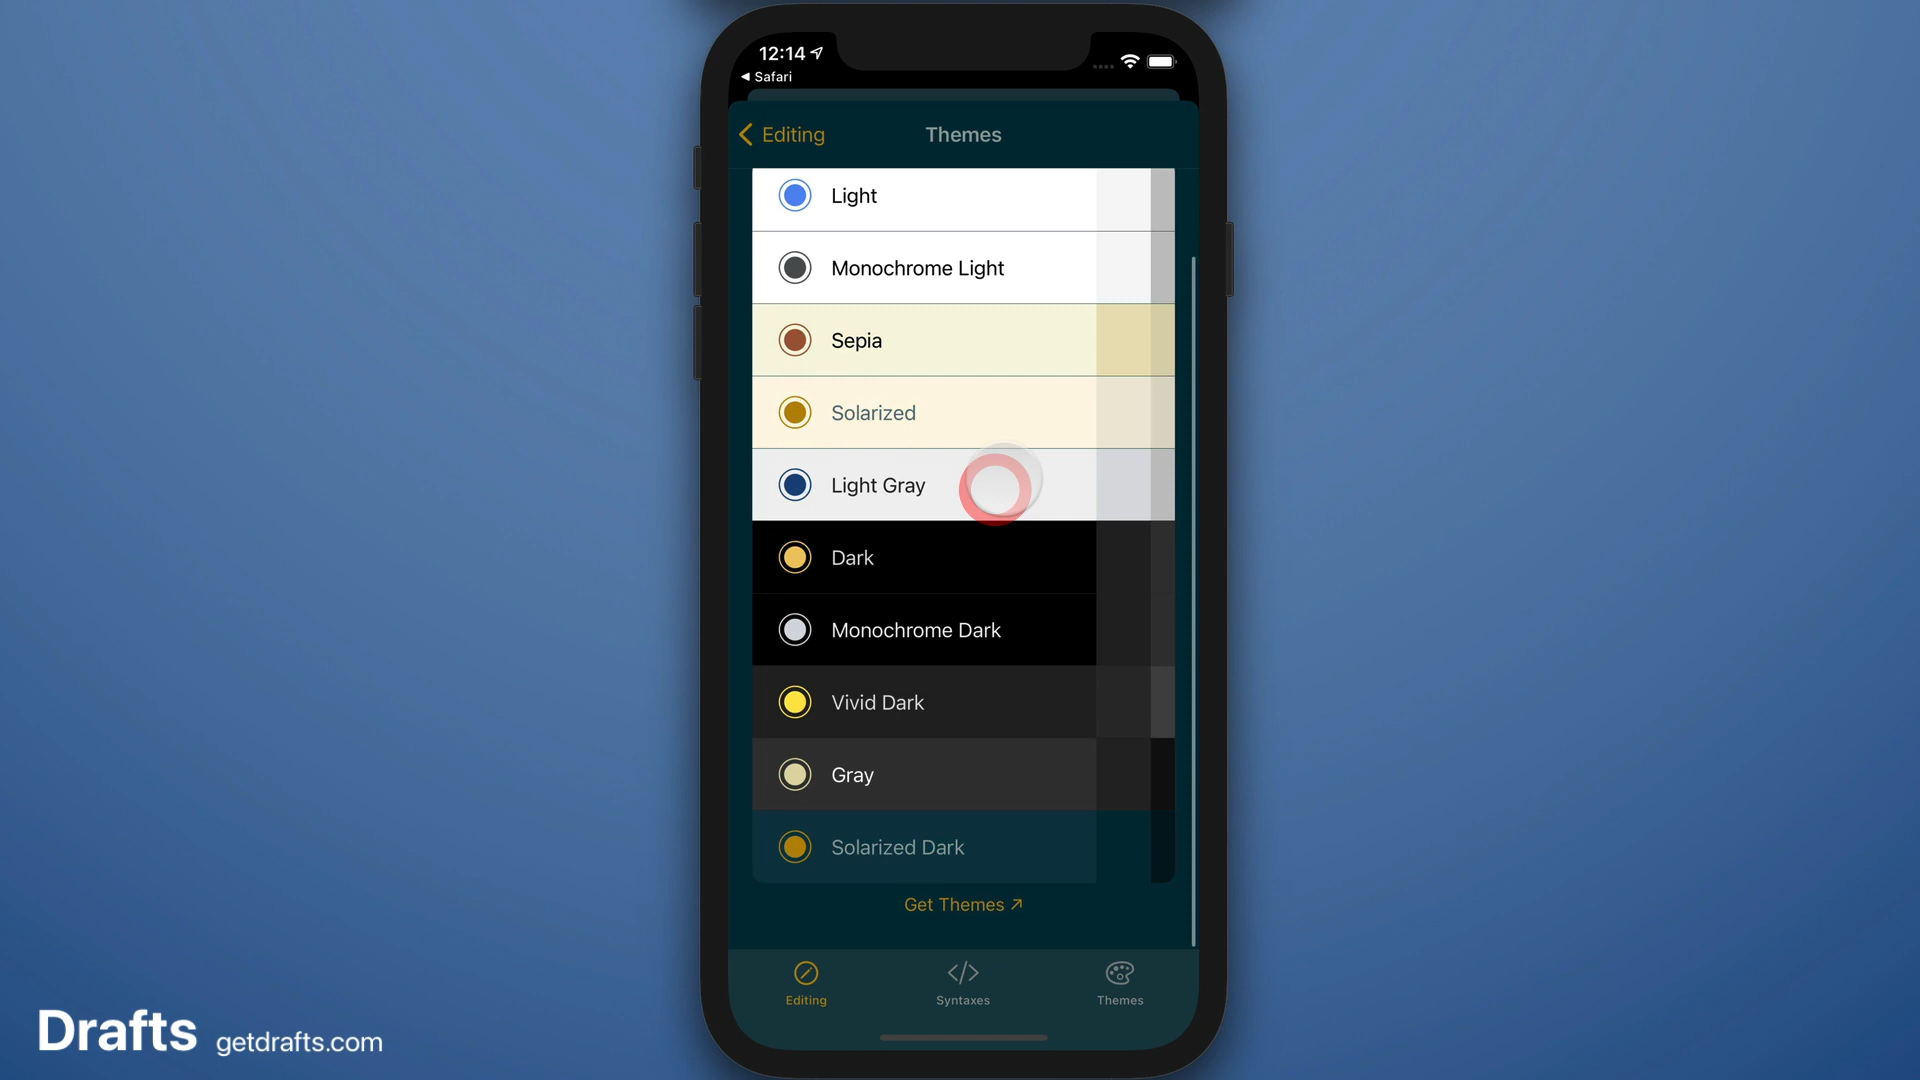 12:14
Safari
Editing
Themes
Light
Monochrome Light
Sepia
Solarized
Light Gray
Dark
Monochrome Dark
Vivid Dark
Gray
Solarized Dark
Get Themes
Editing
Syntaxes
Themes
Drafts getdrafts.com